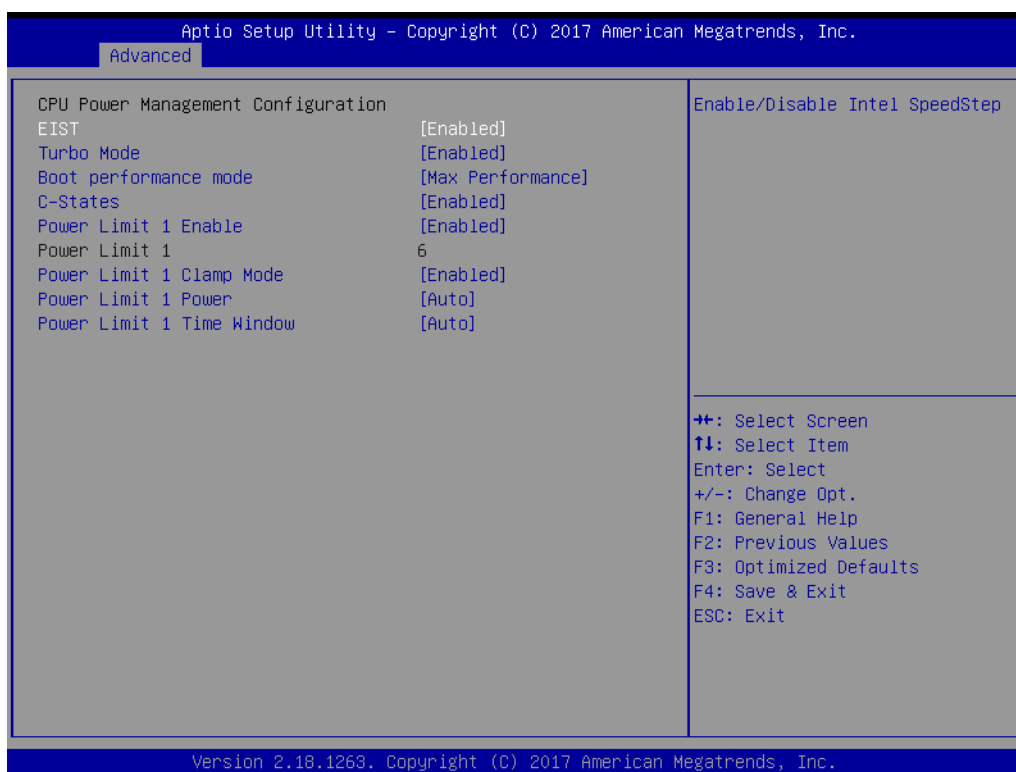 Aptio Setup Utility – Copyright (C) 2017 American Megatrends, Inc.
Advanced
CPU Power Management Configuration
EIST [Enabled]
Turbo Mode [Enabled]
Boot performance mode [Max Performance]
C-States [Enabled]
Power Limit 1 Enable [Enabled]
Power Limit 1 6
Power Limit 1 Clamp Mode [Enabled]
Power Limit 1 Power [Auto]
Power Limit 1 Time Window [Auto]
Enable/Disable Intel SpeedStep
→←: Select Screen
↑↓: Select Item
Enter: Select
+/-: Change Opt.
F1: General Help
F2: Previous Values
F3: Optimized Defaults
F4: Save & Exit
ESC: Exit
Version 2.18.1263. Copyright (C) 2017 American Megatrends, Inc.